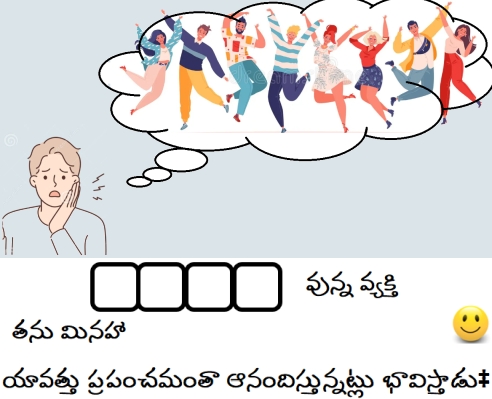 వున్న వ్యక్తి
తను మినహా
యావత్తు ప్రపంచమంతా ఆనందిస్తున్నట్లు భావిస్తాడు‡